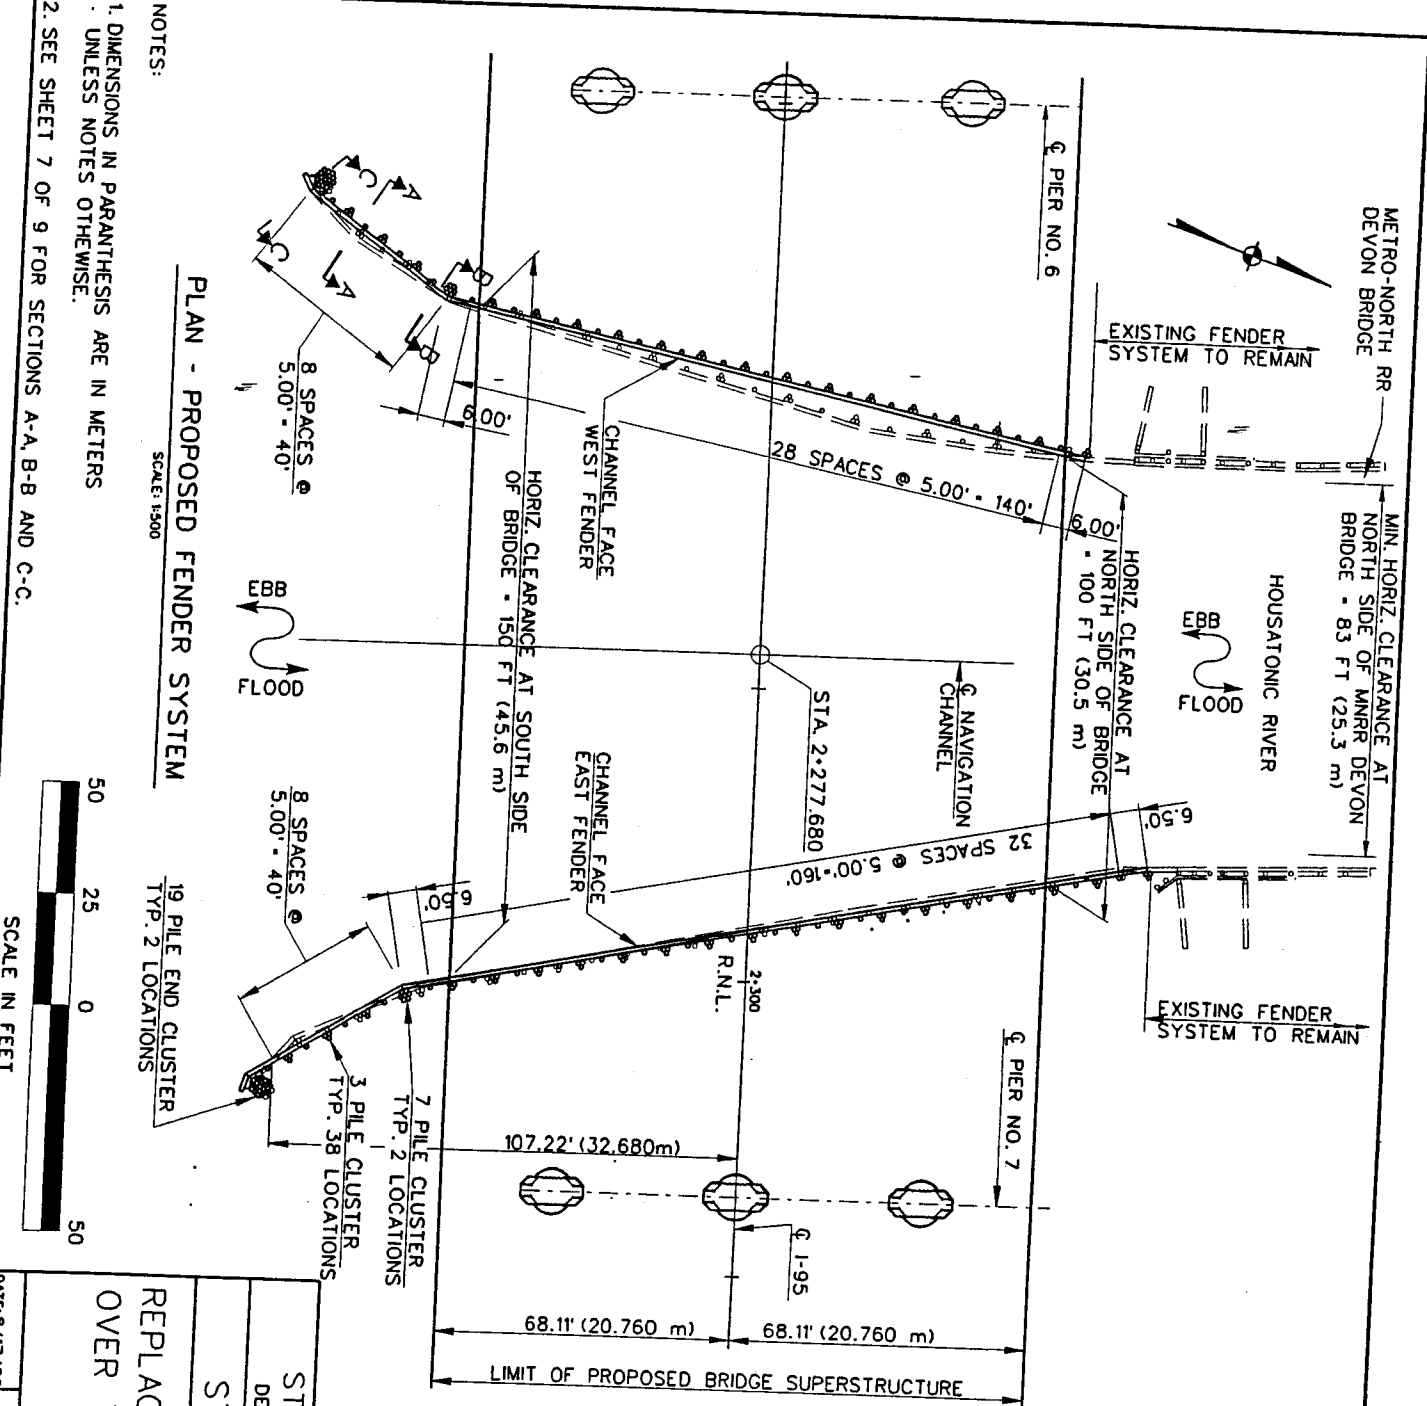 METRO-NORTH RR
DEVON BRIDGE
MIN. HORIZ. CLEARANCE AT
NORTH SIDE OF MNRR DEVON
BRIDGE = 83 FT (25.3 m)
EXISTING FENDER
SYSTEM TO REMAIN
HOUSATONIC RIVER
EBB
FLOOD
EXISTING FENDER
SYSTEM TO REMAIN
℄ PIER NO. 6
6.00'
HORIZ. CLEARANCE AT
NORTH SIDE OF BRIDGE
= 100 FT (30.5 m)
6.50'
℄ PIER NO. 7
28 SPACES @ 5.00' = 140'
℄ NAVIGATION
CHANNEL
32 SPACES @ 5.00'=160'
STA. 2+277.680
2+300
R.N.L.
℄ I-95
CHANNEL FACE
WEST FENDER
CHANNEL FACE
EAST FENDER
HORIZ. CLEARANCE AT SOUTH SIDE
OF BRIDGE = 150 FT (45.6 m)
6.00'
6.50'
107.22' (32.680m)
68.11' (20.760 m)
68.11' (20.760 m)
LIMIT OF PROPOSED BRIDGE SUPERSTRUCTURE
A
A
B
B
C
C
8 SPACES @
5.00' = 40'
8 SPACES @
5.00' = 40'
7 PILE CLUSTER
TYP. 2 LOCATIONS
3 PILE CLUSTER
TYP. 38 LOCATIONS
19 PILE END CLUSTER
TYP. 2 LOCATIONS
EBB
FLOOD
PLAN - PROPOSED FENDER SYSTEM
SCALE: 1:500
NOTES:
1. DIMENSIONS IN PARANTHESIS ARE IN METERS
UNLESS NOTES OTHEWISE.
2. SEE SHEET 7 OF 9 FOR SECTIONS A-A, B-B AND C-C.
50 25 0 50
SCALE IN FEET
ST
DE
S
REPLAC
OVER